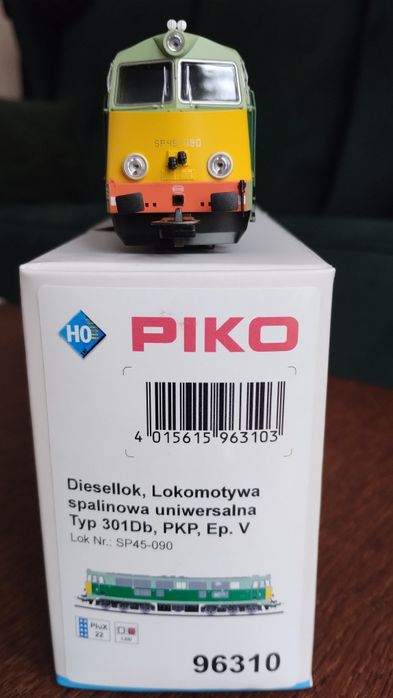 SP45-090
H0
PIKO
4 015615 963103
Diesellok, Lokomotywa
spalinowa uniwersalna
Typ 301Db, PKP, Ep. V
Lok Nr.: SP45-090
PluX
22
96310